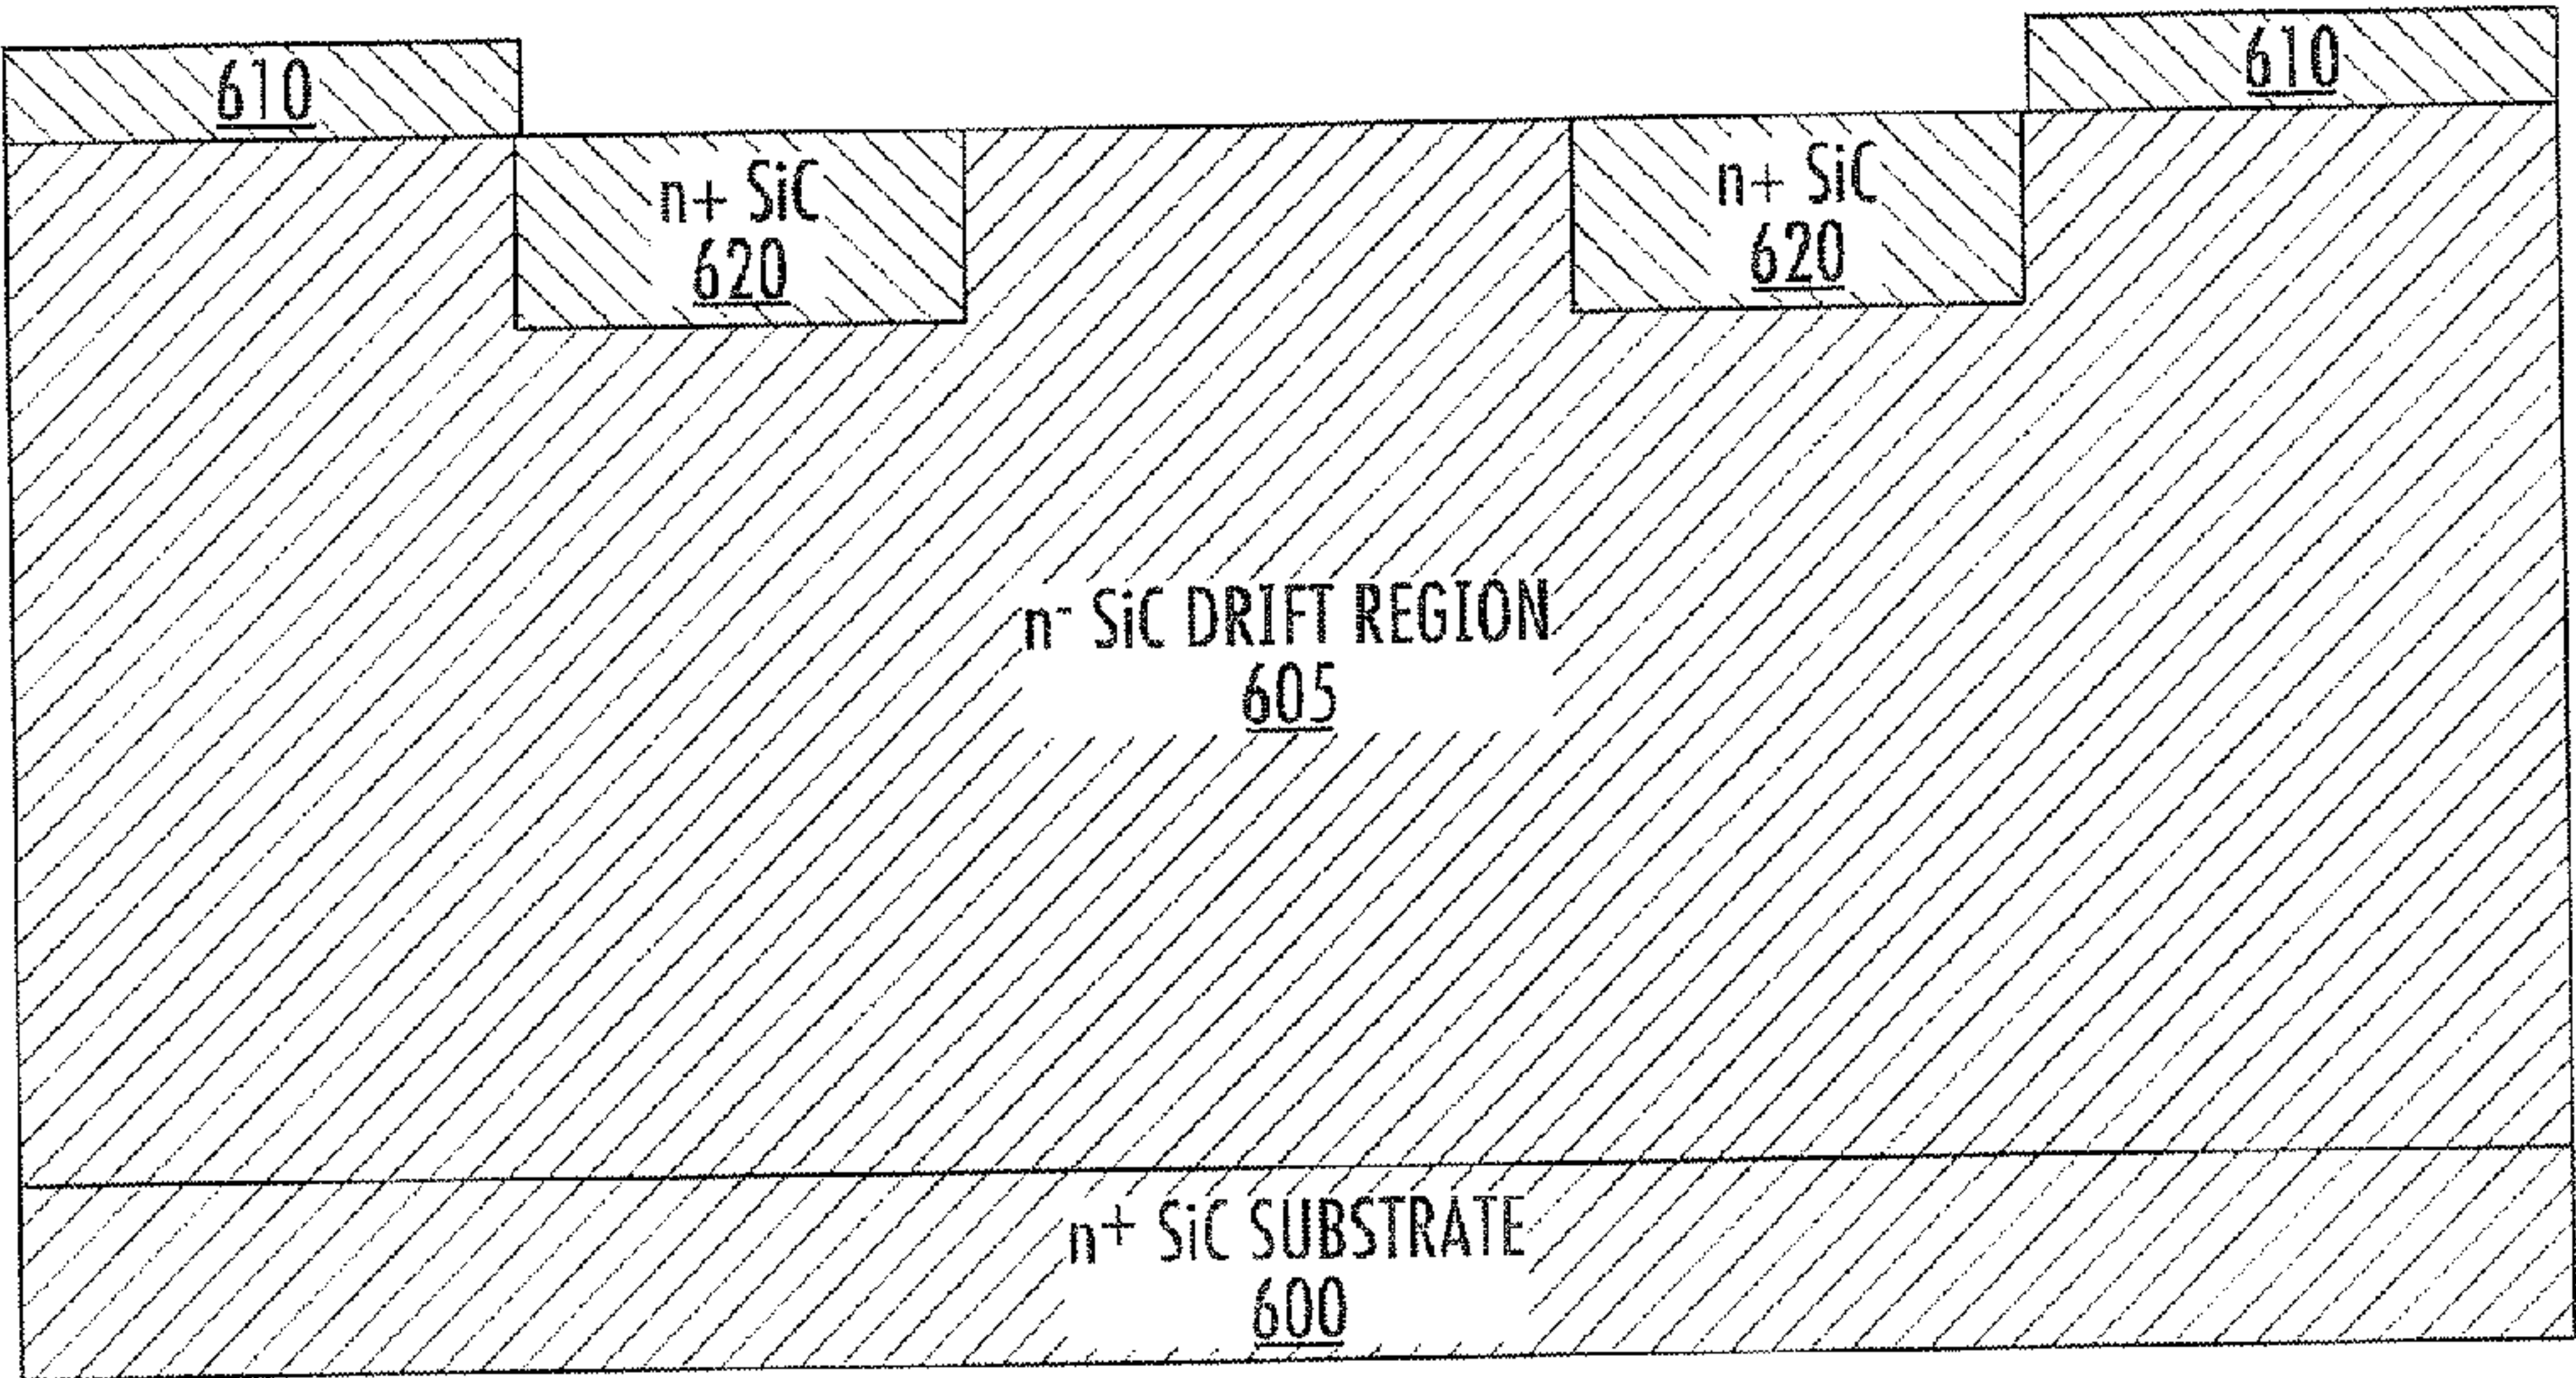 610
610
n+ SiC
620
n+ SiC
620
n- SiC DRIFT REGION
605
n+ SiC SUBSTRATE
600